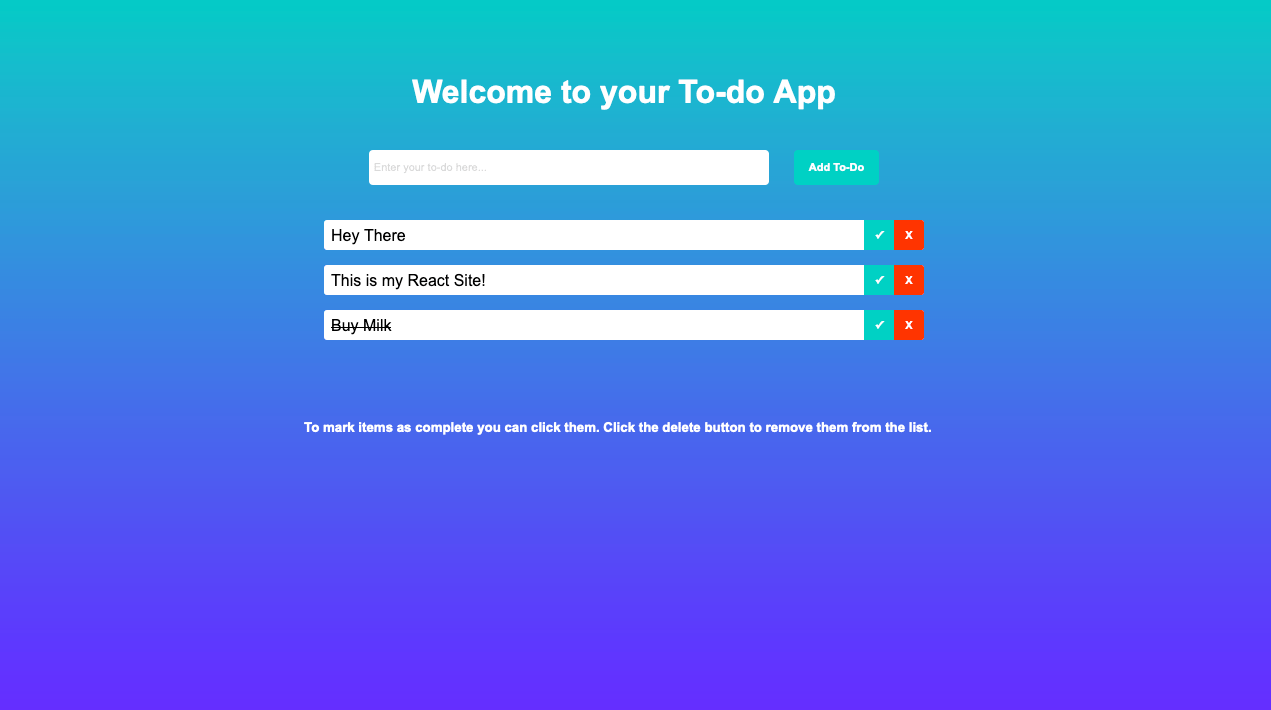 Welcome to your To-do App
Enter your to-do here...
Add To-Do
Hey There ✔ x
This is my React Site! ✔ x
Buy Milk ✔ x
To mark items as complete you can click them. Click the delete button to remove them from the list.